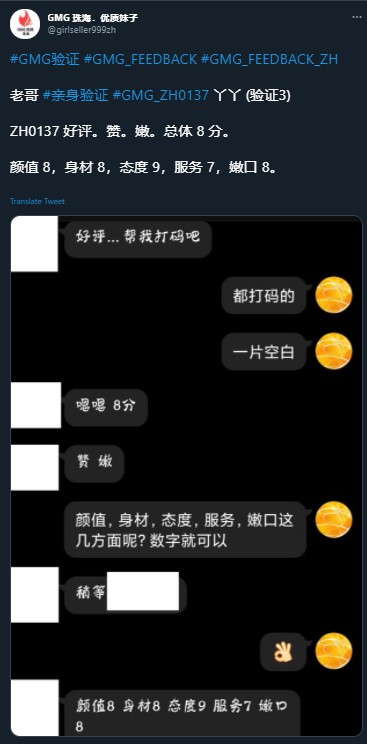 GMG 珠海．优质妹子
@girlseller999zh
#GMG验证 #GMG_FEEDBACK #GMG_FEEDBACK_ZH
老哥 #亲身验证 #GMG_ZH0137 丫丫 (验证3)
ZH0137 好评。赞。嫩。总体 8 分。
颜值 8，身材 8，态度 9，服务 7，嫩口 8。
Translate Tweet
好评... 帮我打码吧
都打码的
一片空白
嗯嗯 8分
赞 嫩
颜值，身材，态度，服务，嫩口这
几方面呢? 数字就可以
稍等
颜值8 身材8 态度9 服务7 嫩口
8